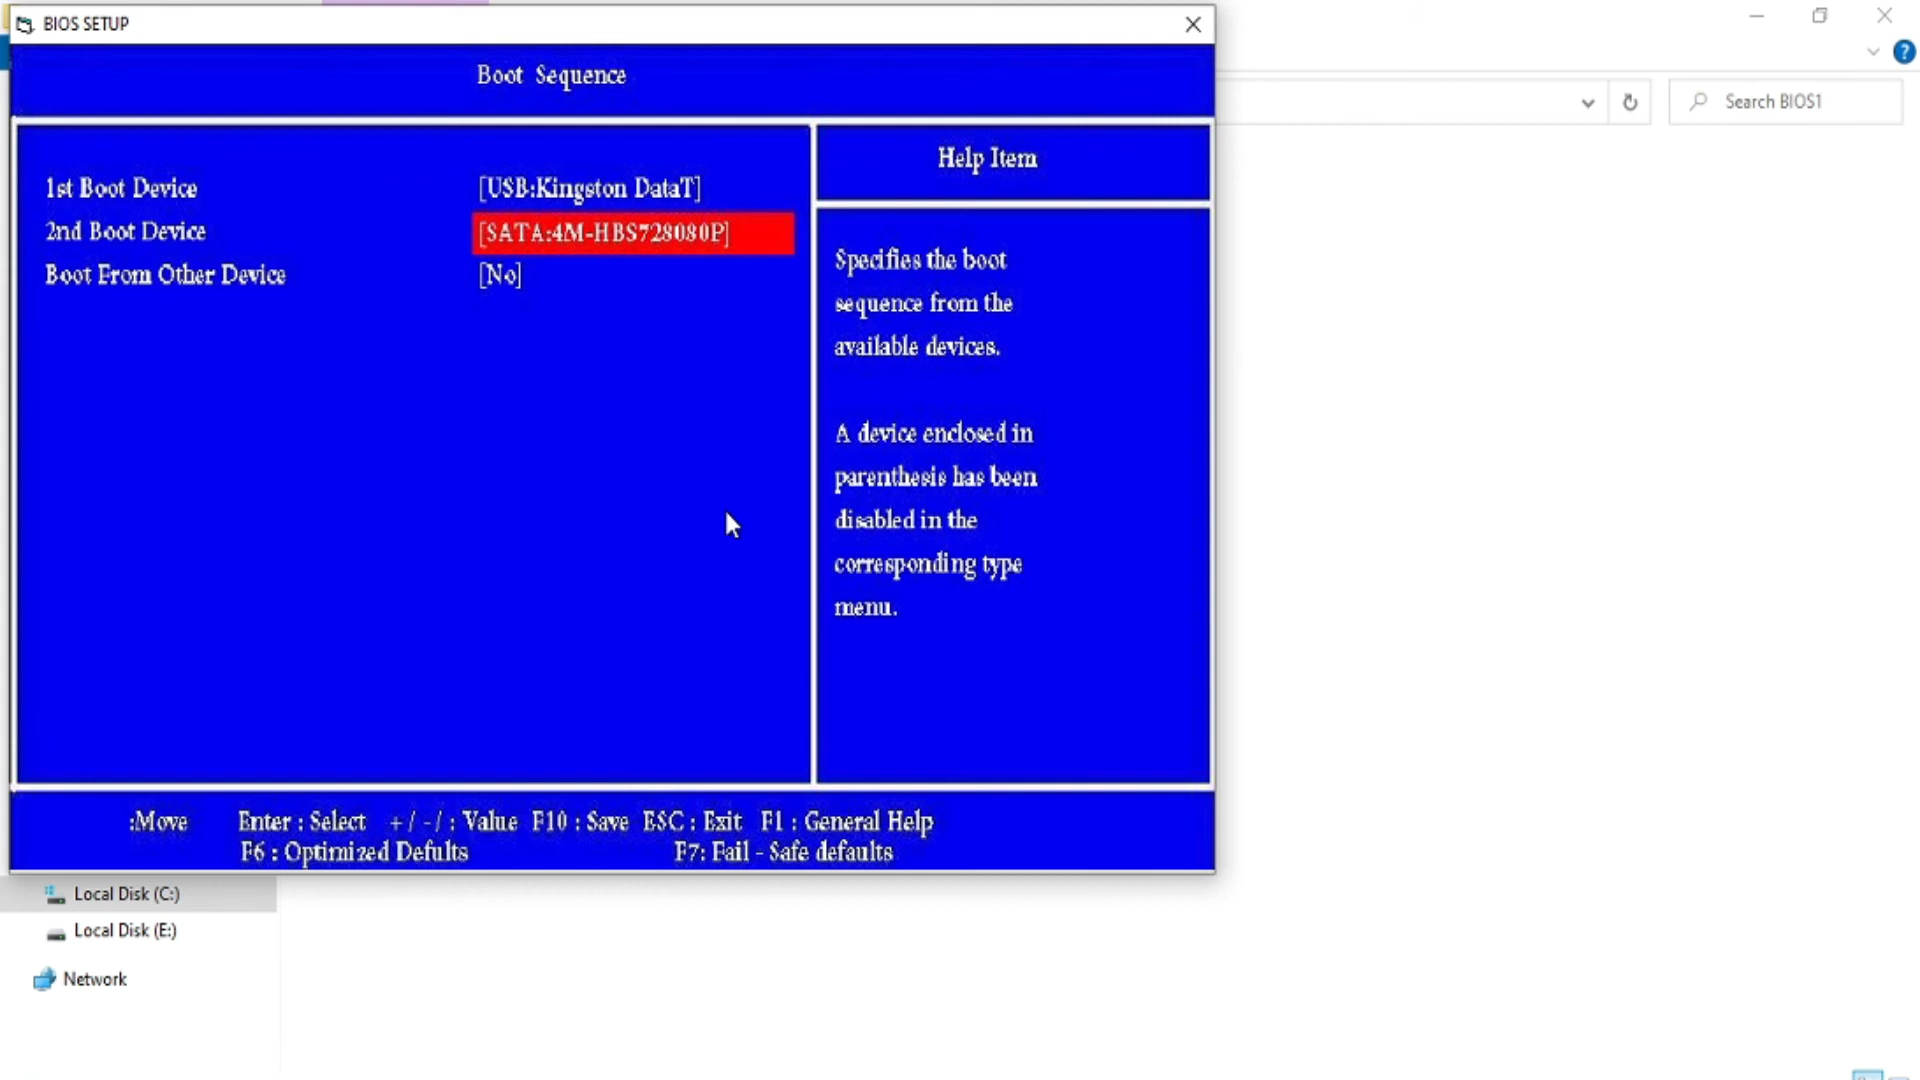 BIOS SETUP
Boot Sequence
1st Boot Device [USB:Kingston DataT]
2nd Boot Device [SATA:4M-HBS728080P]
Boot From Other Device [No]
Help Item
Specifies the boot
sequence from the
available devices.
A device enclosed in
parenthesis has been
disabled in the
corresponding type
menu.
:Move Enter : Select + / - / : Value F10 : Save ESC : Exit F1 : General Help
F6 : Optimized Defults F7: Fail - Safe defaults
Search BIOS1
Local Disk (C:)
Local Disk (E:)
Network